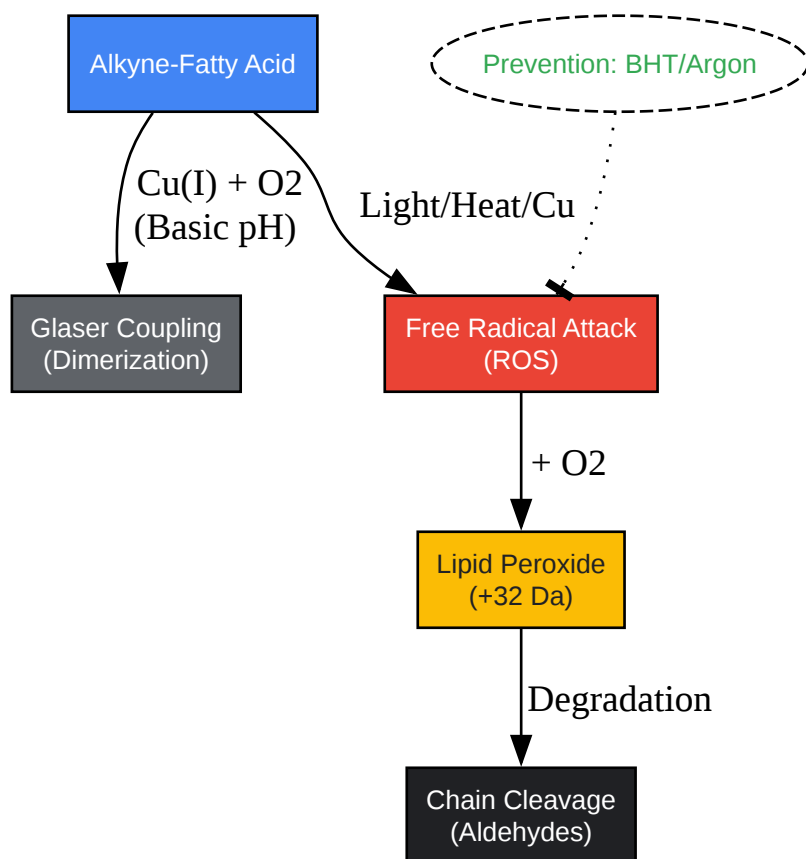 Alkyne-Fatty Acid
Prevention: BHT/Argon
Cu(I) + O2
(Basic pH)
Light/Heat/Cu
Glaser Coupling
(Dimerization)
Free Radical Attack
(ROS)
+ O2
Lipid Peroxide
(+32 Da)
Degradation
Chain Cleavage
(Aldehydes)